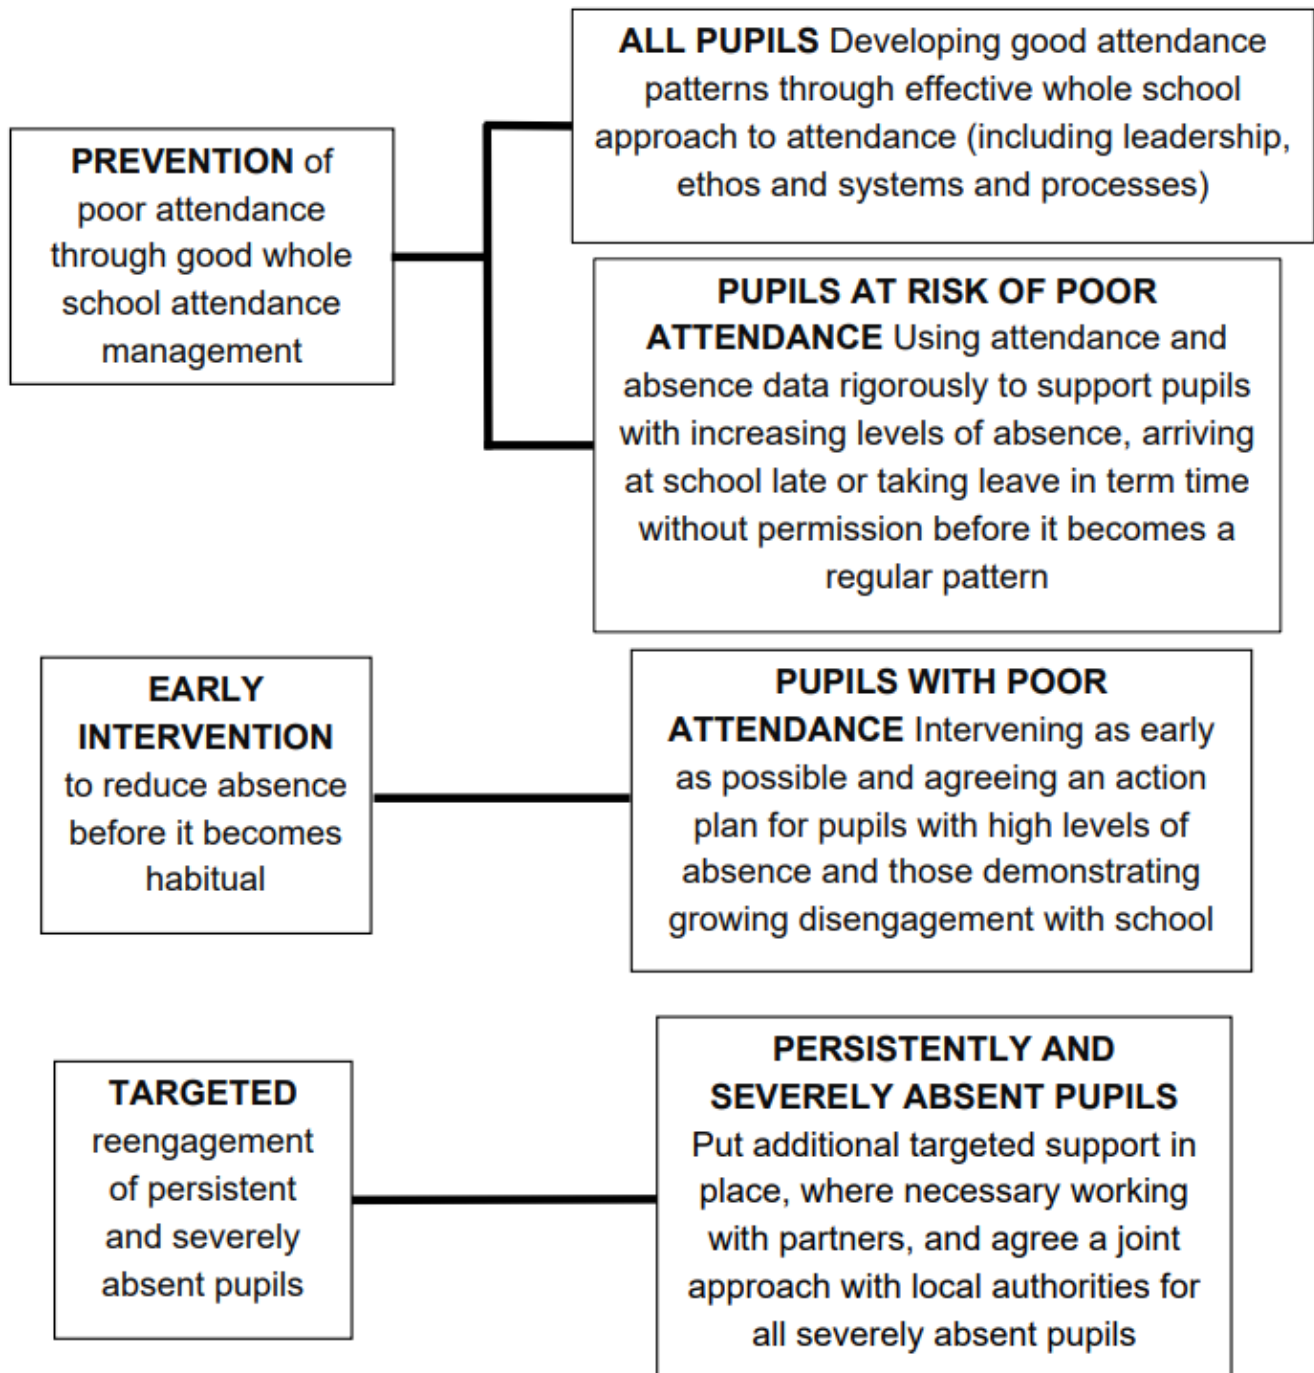 PREVENTION of
poor attendance
through good whole
school attendance
management
ALL PUPILS Developing good attendance
patterns through effective whole school
approach to attendance (including leadership,
ethos and systems and processes)
PUPILS AT RISK OF POOR
ATTENDANCE Using attendance and
absence data rigorously to support pupils
with increasing levels of absence, arriving
at school late or taking leave in term time
without permission before it becomes a
regular pattern
EARLY
INTERVENTION
to reduce absence
before it becomes
habitual
PUPILS WITH POOR
ATTENDANCE Intervening as early
as possible and agreeing an action
plan for pupils with high levels of
absence and those demonstrating
growing disengagement with school
TARGETED
reengagement
of persistent
and severely
absent pupils
PERSISTENTLY AND
SEVERELY ABSENT PUPILS
Put additional targeted support in
place, where necessary working
with partners, and agree a joint
approach with local authorities for
all severely absent pupils